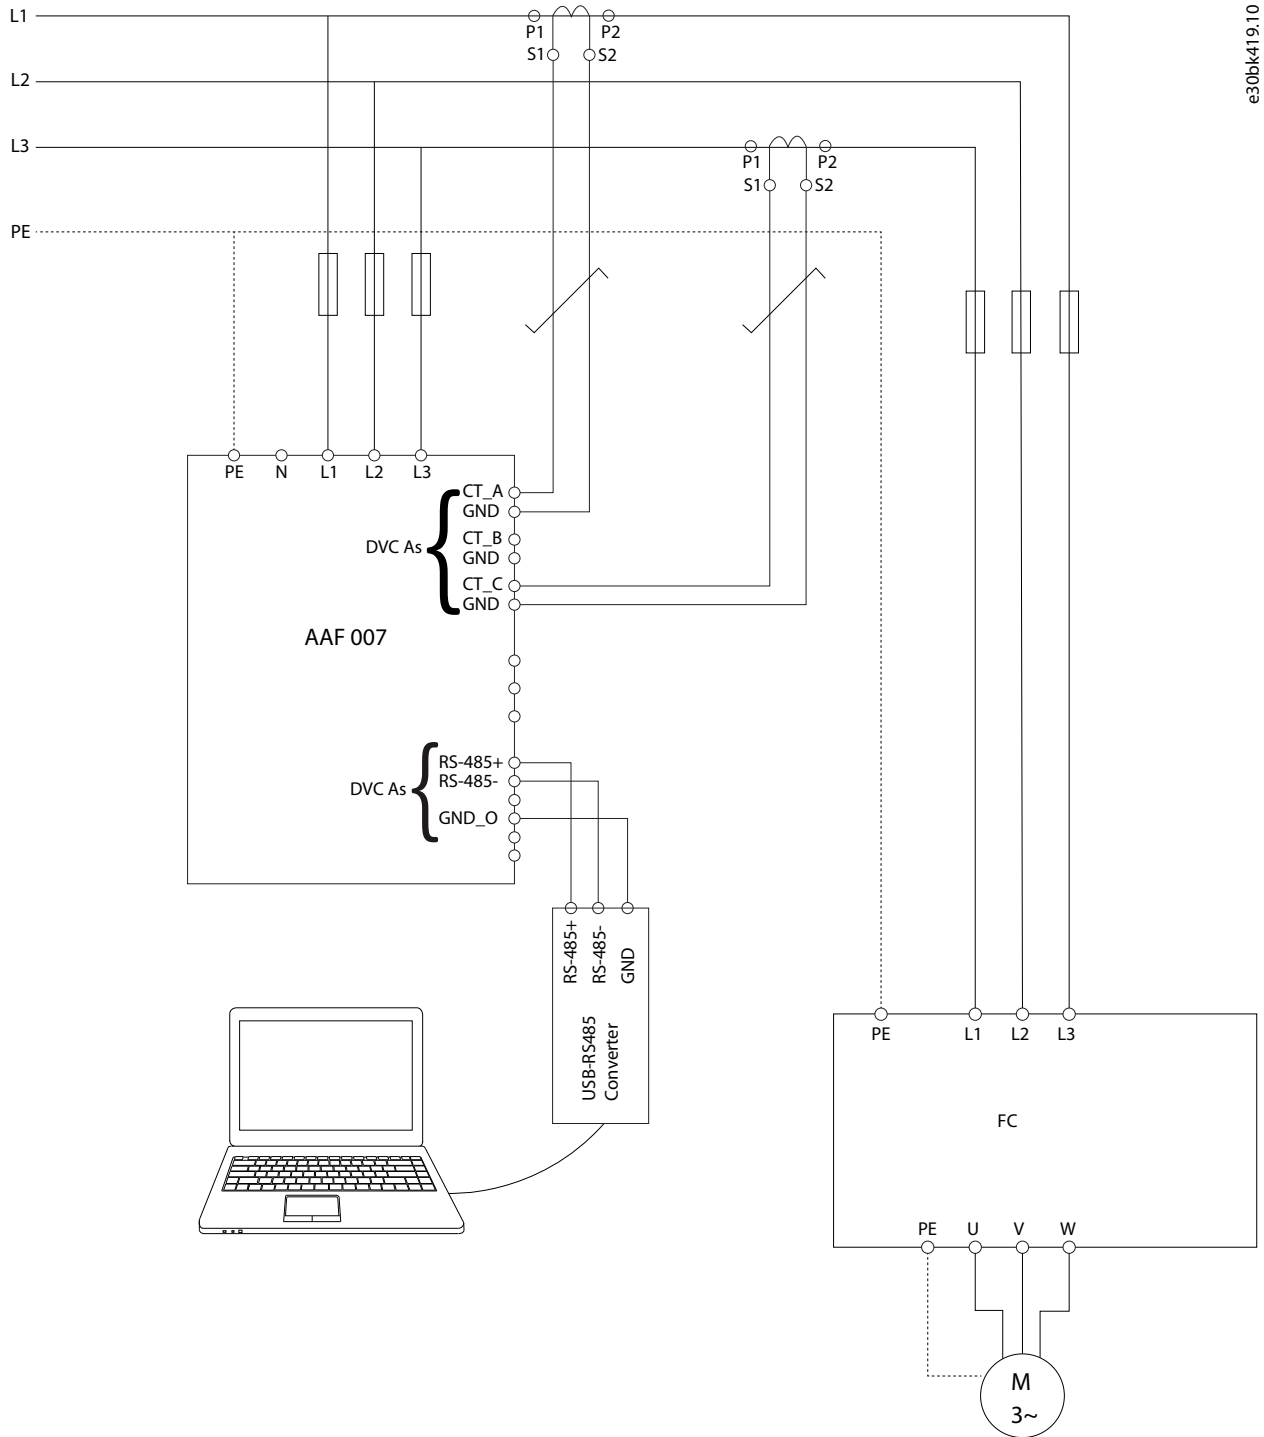 L1
P1
P2
S1
S2
e30bk419.10
L2
L3
P1
P2
S1
S2
PE
PE
N
L1
L2
L3
CT_A
GND
CT_B
GND
CT_C
GND
DVC As
AAF 007
RS-485+
RS-485-
GND_O
DVC As
RS-485+
RS-485-
GND
USB-RS485
Converter
PE
L1
L2
L3
FC
PE
U
V
W
M
3~